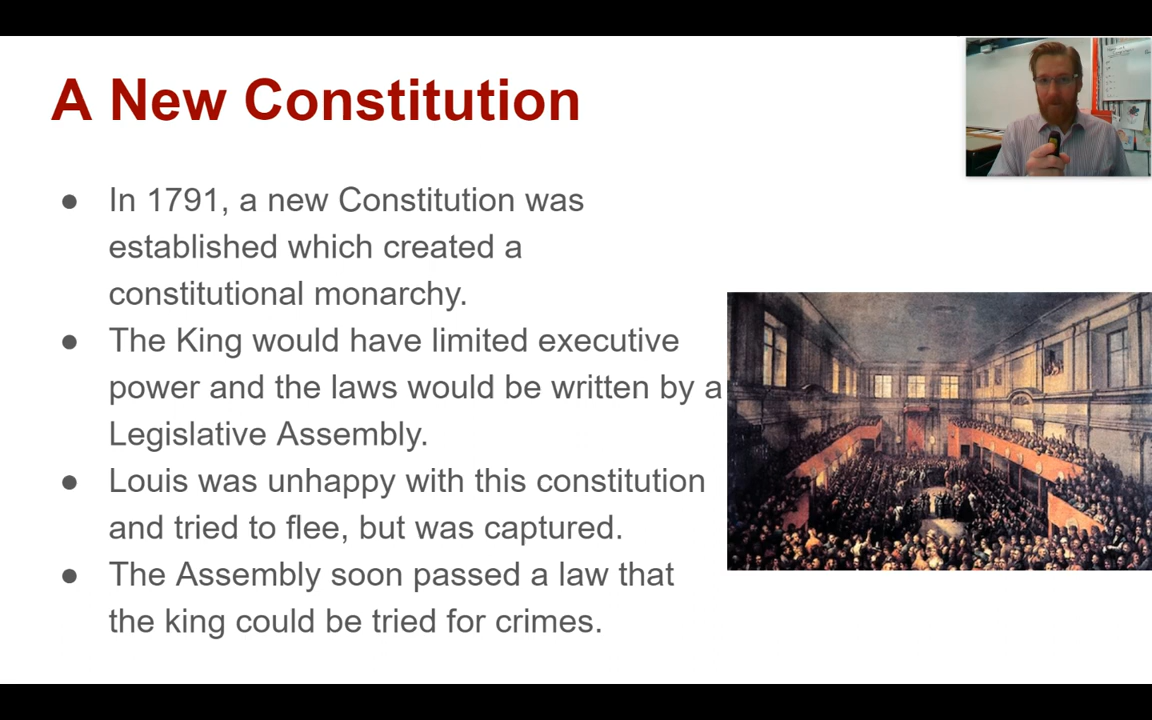 A New Constitution
● In 1791, a new Constitution was
established which created a
constitutional monarchy.
● The King would have limited executive
power and the laws would be written by a
Legislative Assembly.
● Louis was unhappy with this constitution
and tried to flee, but was captured.
● The Assembly soon passed a law that
the king could be tried for crimes.